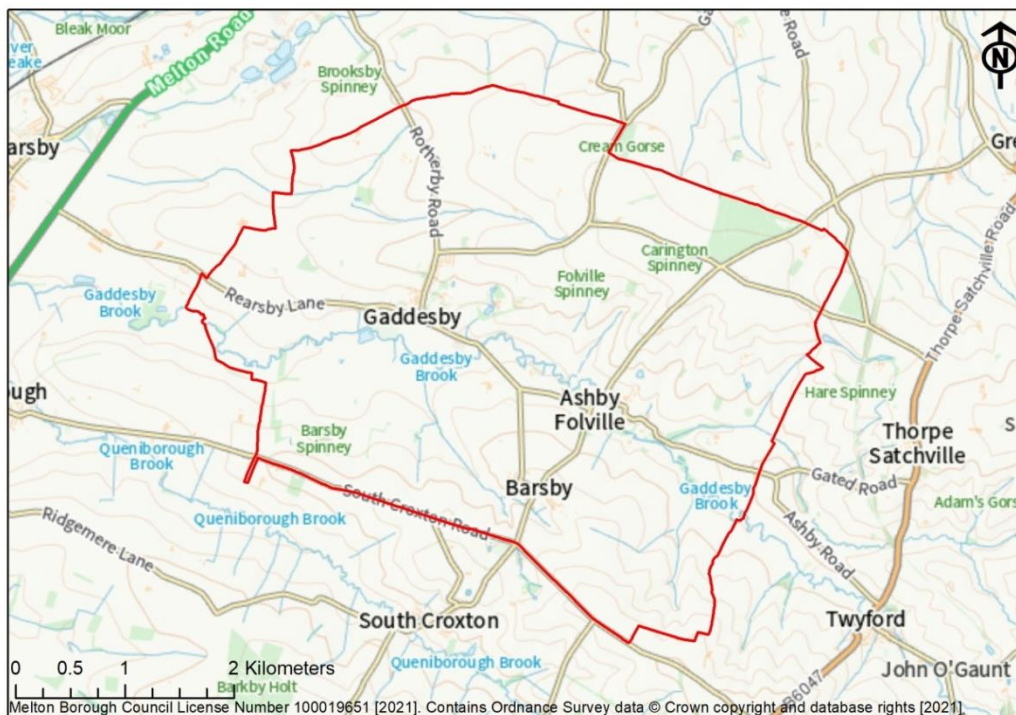 Bleak Moor
Melton Road
Brooksby
Spinney
Rotherby Road
Cream Gorse
Carington
Spinney
Folville
Spinney
Gaddesby
Brook
Rearsby Lane
Gaddesby
Gaddesby
Brook
Ashby
Folville
Hare Spinney
Thorpe Satchville Road
Thorpe
Satchville
Barsby
Spinney
Queniborough
Brook
Barsby
Gaddesby
Brook
Gated Road
Adam's Gors
Queniborough Brook
South Croxton Road
Ridgemere Lane
Ashby Road
South Croxton
Twyford
Queniborough Brook
John O'Gaunt
B6047
Barkby Holt
N
0 0.5 1 2 Kilometers
Melton Borough Council License Number 100019651 [2021]. Contains Ordnance Survey data © Crown copyright and database rights [2021].